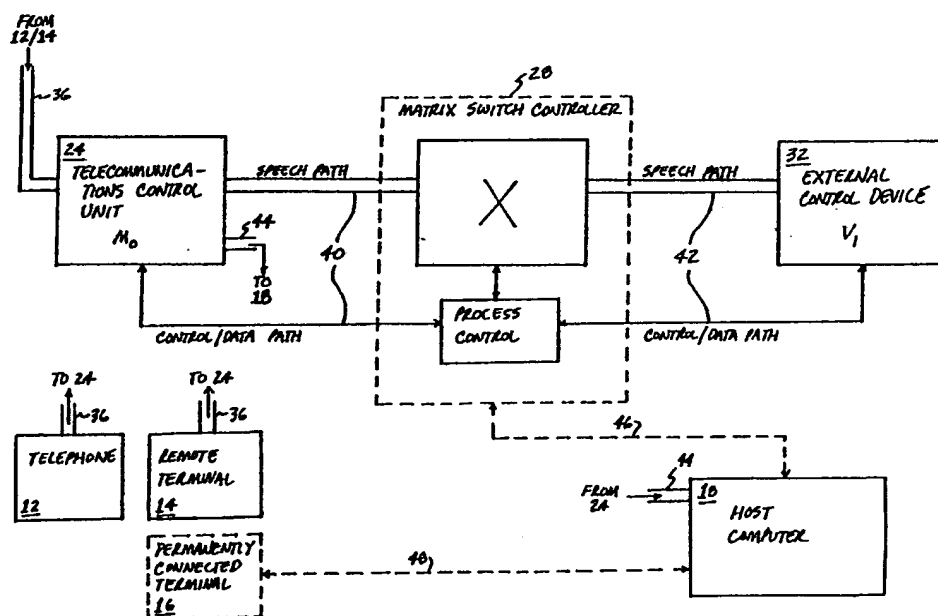 FROM
12/14
36
28
MATRIX SWITCH CONTROLLER
24
TELECOMMUNICA-
TIONS CONTROL
UNIT
M0
SPEECH PATH
X
SPEECH PATH
32
EXTERNAL
CONTROL DEVICE
V1
44
TO
18
40
42
PROCESS
CONTROL
CONTROL/DATA PATH
CONTROL/DATA PATH
TO 24
36
TELEPHONE
12
TO 24
36
REMOTE
TERMINAL
14
46
44
FROM
24
18
HOST
COMPUTER
PERMANENTLY
CONNECTED
TERMINAL
16
48